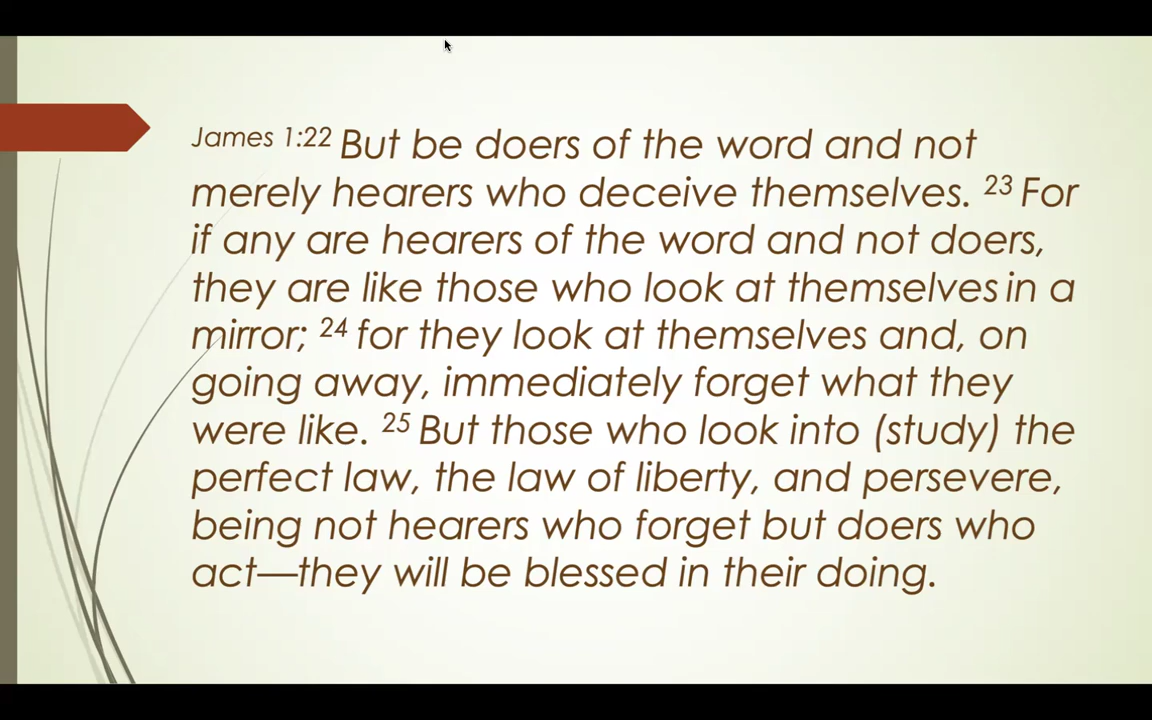 James 1:22 But be doers of the word and not
merely hearers who deceive themselves. 23 For
if any are hearers of the word and not doers,
they are like those who look at themselves in a
mirror; 24 for they look at themselves and, on
going away, immediately forget what they
were like. 25 But those who look into (study) the
perfect law, the law of liberty, and persevere,
being not hearers who forget but doers who
act—they will be blessed in their doing.